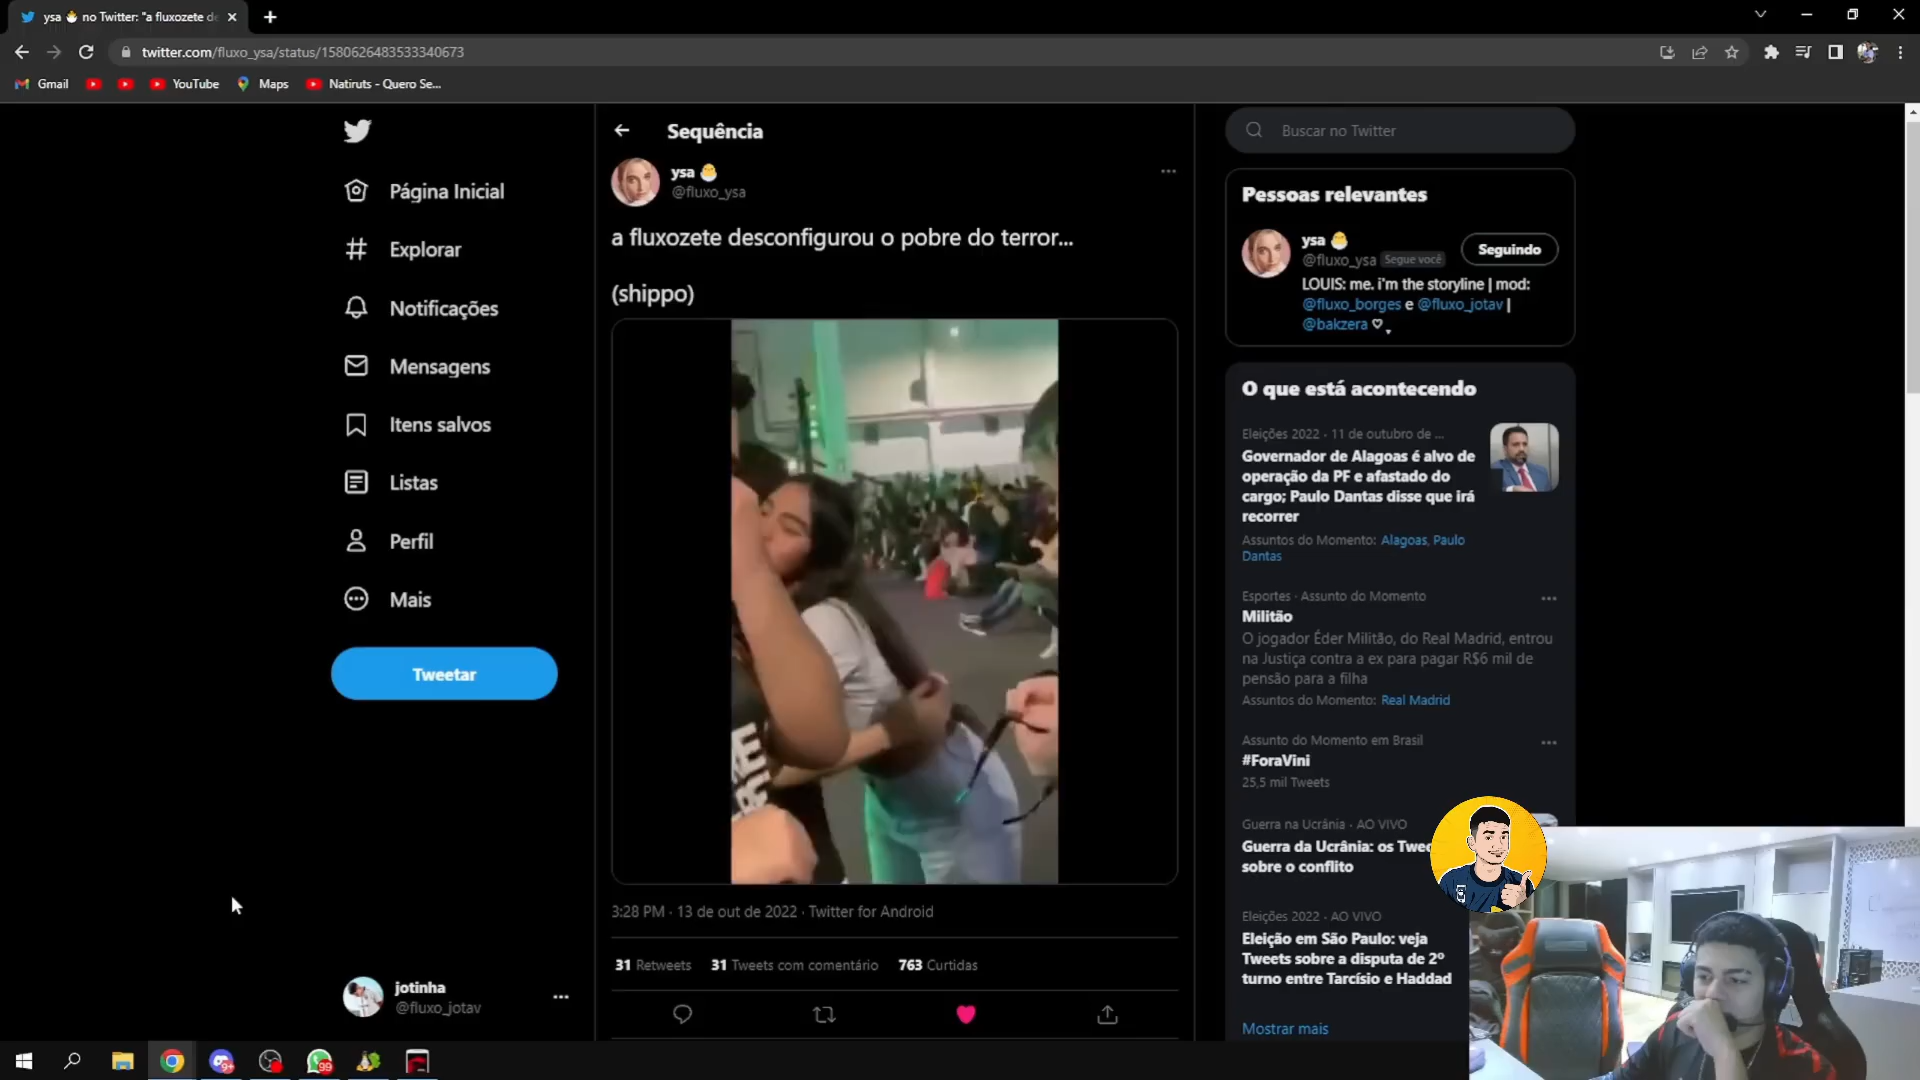 ysa no Twitter: "a fluxozete de
twitter.com/fluxo_ysa/status/1580626483533340673
Gmail
YouTube
Maps
Natiruts - Quero Se...
Página Inicial
Explorar
Notificações
Mensagens
Itens salvos
Listas
Perfil
Mais
Tweetar
jotinha
@fluxo_jotav
Sequência
ysa
@fluxo_ysa
a fluxozete desconfigurou o pobre do terror...
(shippo)
3:28 PM · 13 de out de 2022 · Twitter for Android
31 Retweets 31 Tweets com comentário 763 Curtidas
Buscar no Twitter
Pessoas relevantes
ysa
@fluxo_ysa Segue você
Seguindo
LOUIS: me. i'm the storyline | mod:
@fluxo_borges e @fluxo_jotav |
@bakzera
O que está acontecendo
Eleições 2022 · 11 de outubro de ...
Governador de Alagoas é alvo de
operação da PF e afastado do
cargo; Paulo Dantas disse que irá
recorrer
Assuntos do Momento: Alagoas, Paulo
Dantas
Esportes · Assunto do Momento
Militão
O jogador Éder Militão, do Real Madrid, entrou
na Justiça contra a ex para pagar R$6 mil de
pensão para a filha
Assuntos do Momento: Real Madrid
Assunto do Momento em Brasil
#ForaVini
25,5 mil Tweets
Guerra na Ucrânia · AO VIVO
Guerra da Ucrânia: os Twee
sobre o conflito
Eleições 2022 · AO VIVO
Eleição em São Paulo: veja
Tweets sobre a disputa de 2º
turno entre Tarcísio e Haddad
Mostrar mais
9+
99